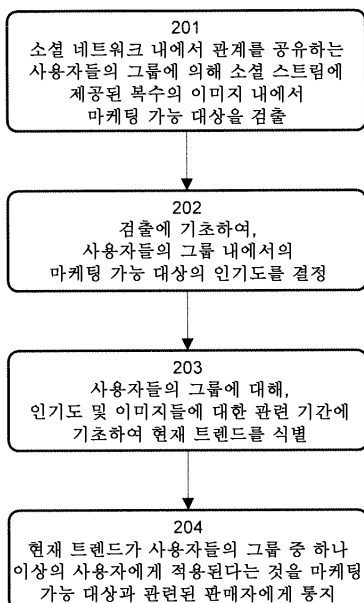 201
소셜 네트워크 내에서 관계를 공유하는
사용자들의 그룹에 의해 소셜 스트림에
제공된 복수의 이미지 내에서
마케팅 가능 대상을 검출
202
검출에 기초하여,
사용자들의 그룹 내에서의
마케팅 가능 대상의 인기도를 결정
203
사용자들의 그룹에 대해,
인기도 및 이미지들에 대한 관련 기간에
기초하여 현재 트렌드를 식별
204
현재 트렌드가 사용자들의 그룹 중 하나
이상의 사용자에게 적용된다는 것을 마케팅
가능 대상과 관련된 판매자에게 통지